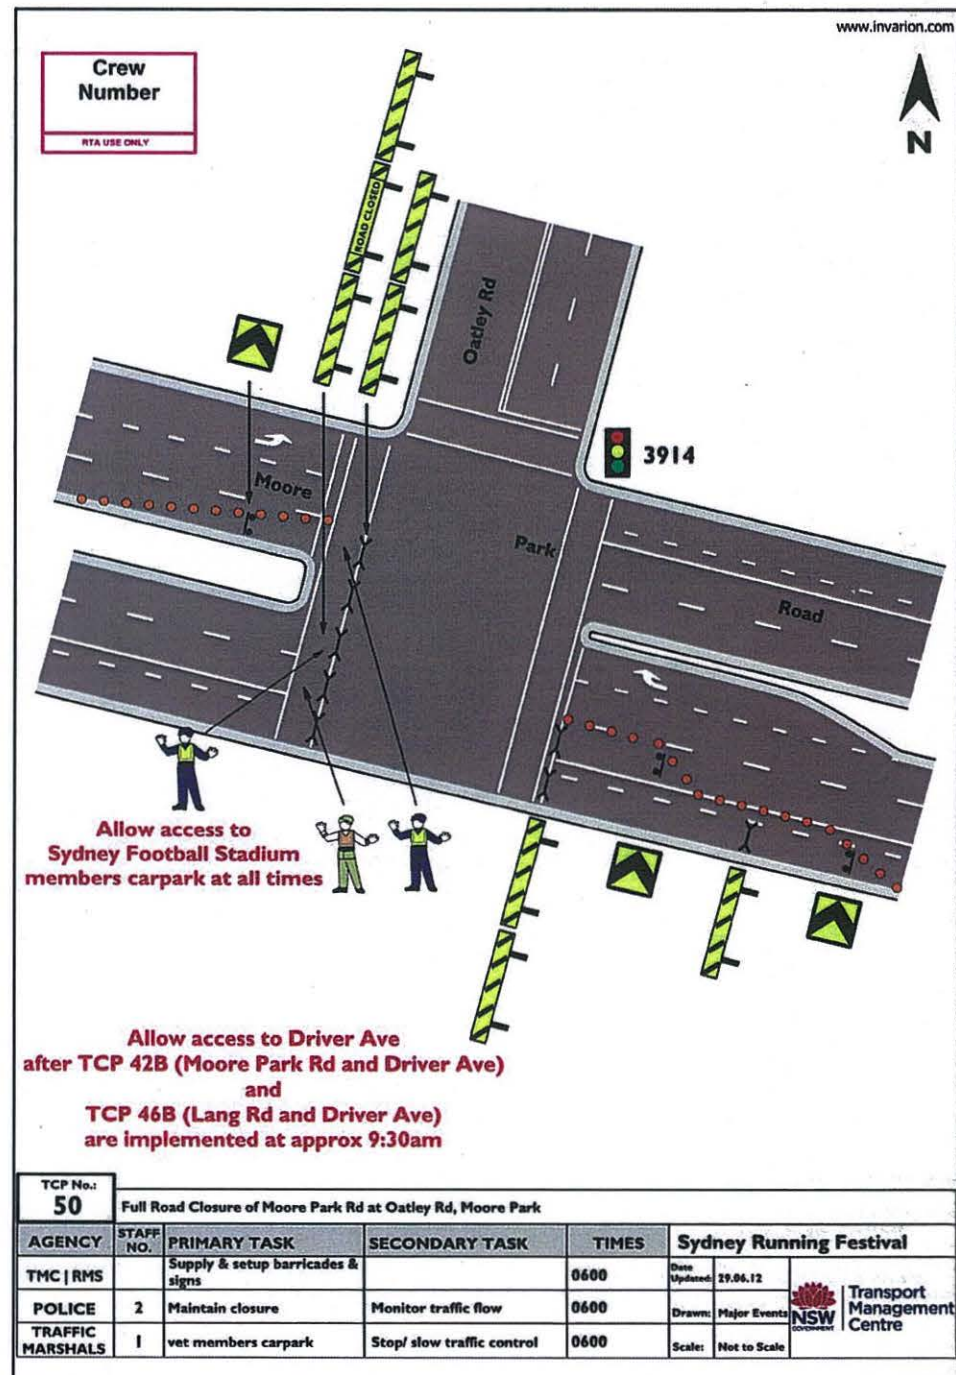 www.invarion.com
Crew
Number
RTA USE ONLY
N
ROAD CLOSED
Oatley Rd
3914
Moore
Park
Road
Allow access to
Sydney Football Stadium
members carpark at all times
Allow access to Driver Ave
after TCP 42B (Moore Park Rd and Driver Ave)
and
TCP 46B (Lang Rd and Driver Ave)
are implemented at approx 9:30am
TCP No.:
50
Full Road Closure of Moore Park Rd at Oatley Rd, Moore Park
AGENCY STAFF NO. PRIMARY TASK SECONDARY TASK TIMES Sydney Running Festival
TMC | RMS Supply & setup barricades & signs 0600 Date Updated: 29.06.12
POLICE 2 Maintain closure Monitor traffic flow 0600 Drawn: Major Events
TRAFFIC MARSHALS 1 vet members carpark Stop/ slow traffic control 0600 Scale: Not to Scale
NSW
GOVERNMENT
Transport
Management
Centre